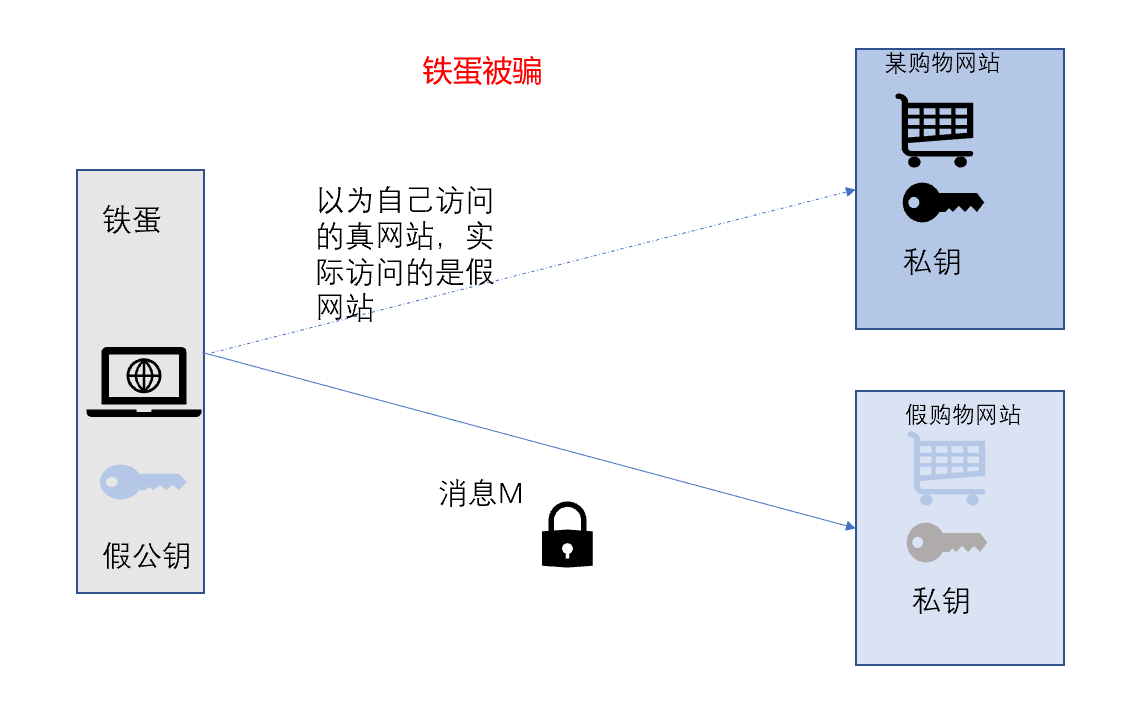 铁蛋被骗
某购物网站
私钥
铁蛋
以为自己访问
的真网站，实
际访问的是假
网站
假公钥
消息M
假购物网站
私钥